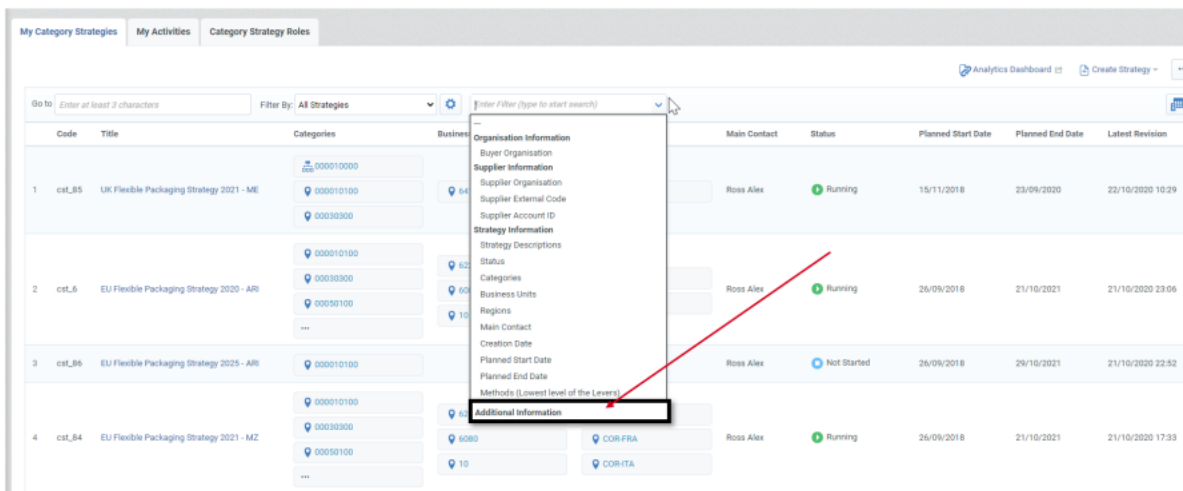 My Category Strategies My Activities Category Strategy Roles
Analytics Dashboard Create Strategy
Go to Enter at least 3 characters Filter By: All Strategies Enter Filter (type to start search)
Code Title Categories Business Main Contact Status Planned Start Date Planned End Date Latest Revision
---
Organisation Information
Buyer Organisation
Supplier Information
Supplier Organisation
Supplier External Code
Supplier Account ID
Strategy Information
Strategy Descriptions
Status
Categories
Business Units
Regions
Main Contact
Creation Date
Planned Start Date
Planned End Date
Methods (Lowest level of the Levers)
Additional Information
000010000
1 cst_85 UK Flexible Packaging Strategy 2021 - ME 000010100 64 Ross Alex Running 15/11/2018 23/09/2020 22/10/2020 10:29
00030300
000010100
62
00030300
2 cst_6 EU Flexible Packaging Strategy 2020 - ARI 60 Ross Alex Running 26/09/2018 21/10/2021 21/10/2020 23:06
00050100
10
...
3 cst_86 EU Flexible Packaging Strategy 2025 - ARI 000010100 Ross Alex Not Started 26/09/2018 29/10/2021 21/10/2020 22:52
000010100
62
00030300
4 cst_84 EU Flexible Packaging Strategy 2021 - MZ 6080 COR-FRA Ross Alex Running 26/09/2018 21/10/2021 21/10/2020 17:33
00050100
10 COR-ITA
...